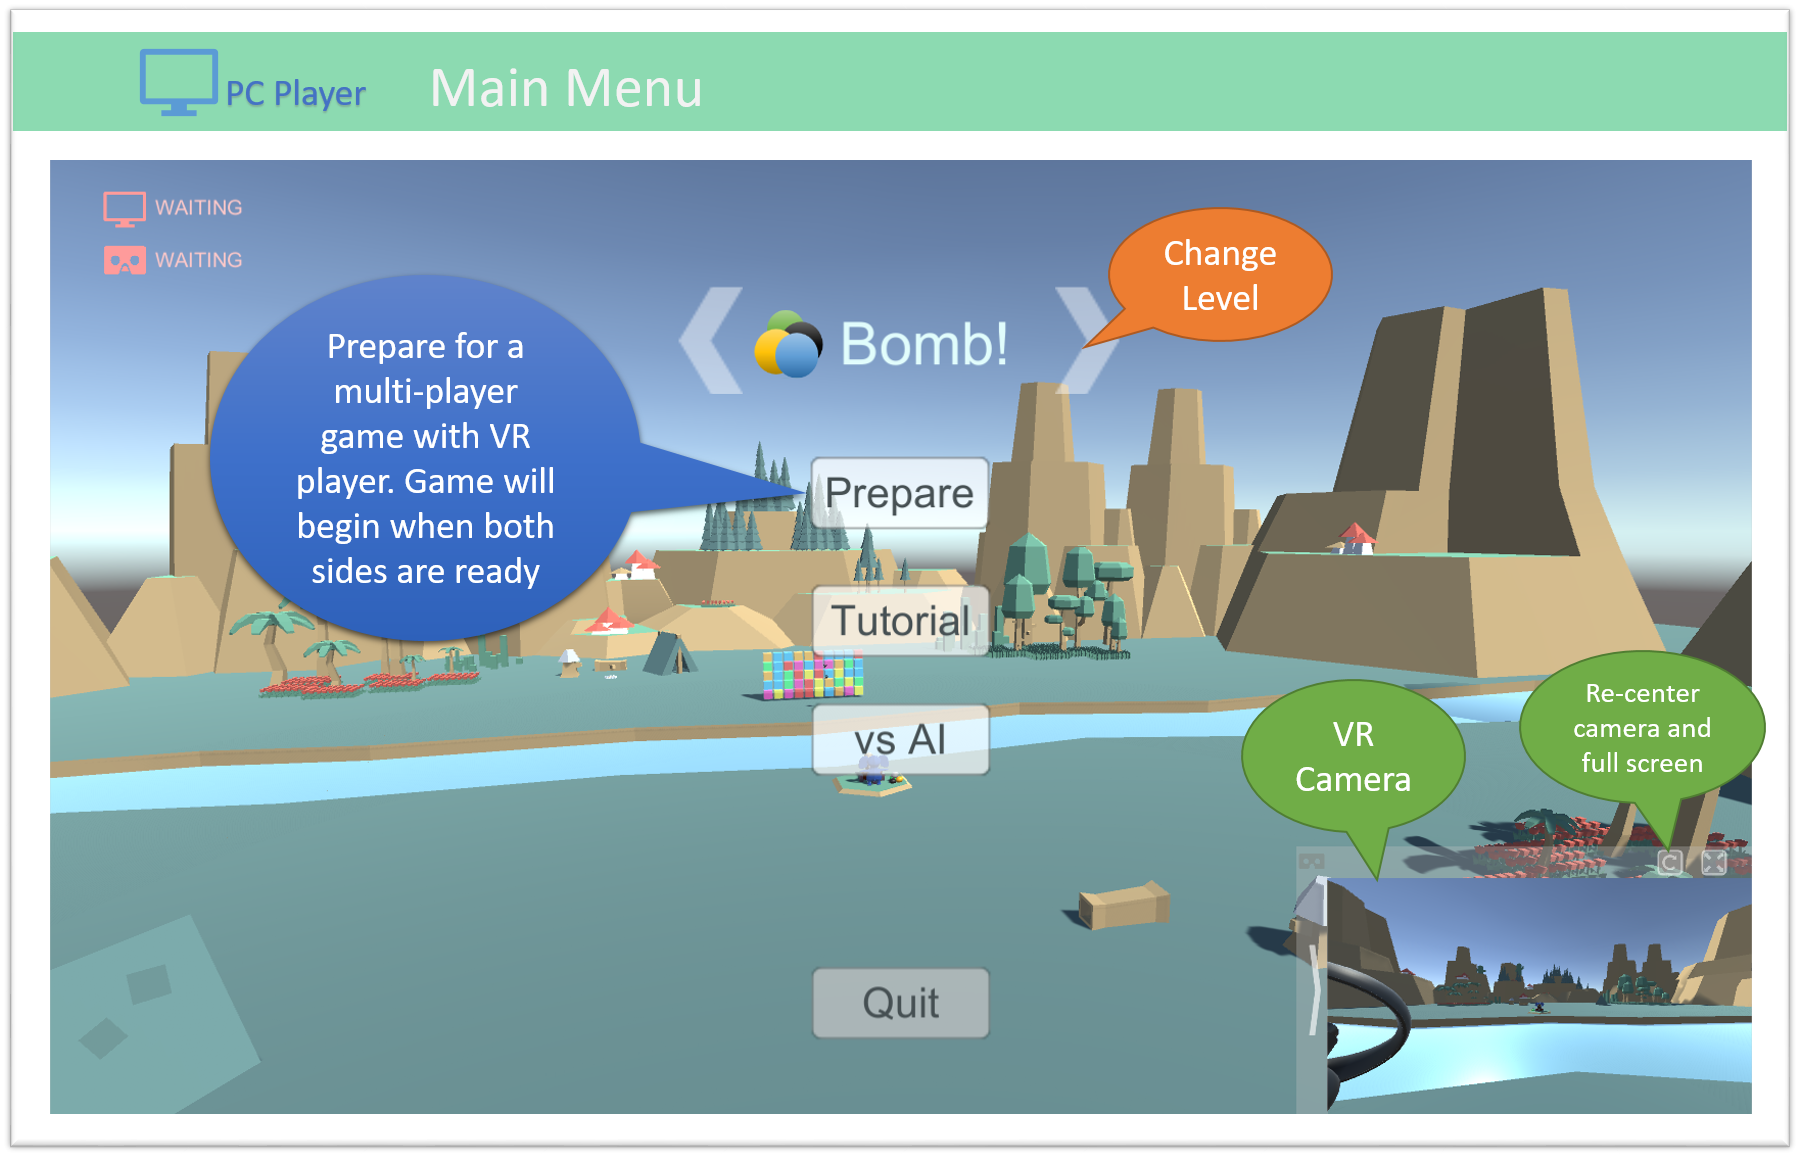 PC Player
Main Menu
WAITING
WAITING
Change
Level
Bomb!
Prepare for a
multi-player
game with VR
player. Game will
begin when both
sides are ready
Prepare
Tutorial
vs AI
VR
Camera
Re-center
camera and
full screen
C
Quit